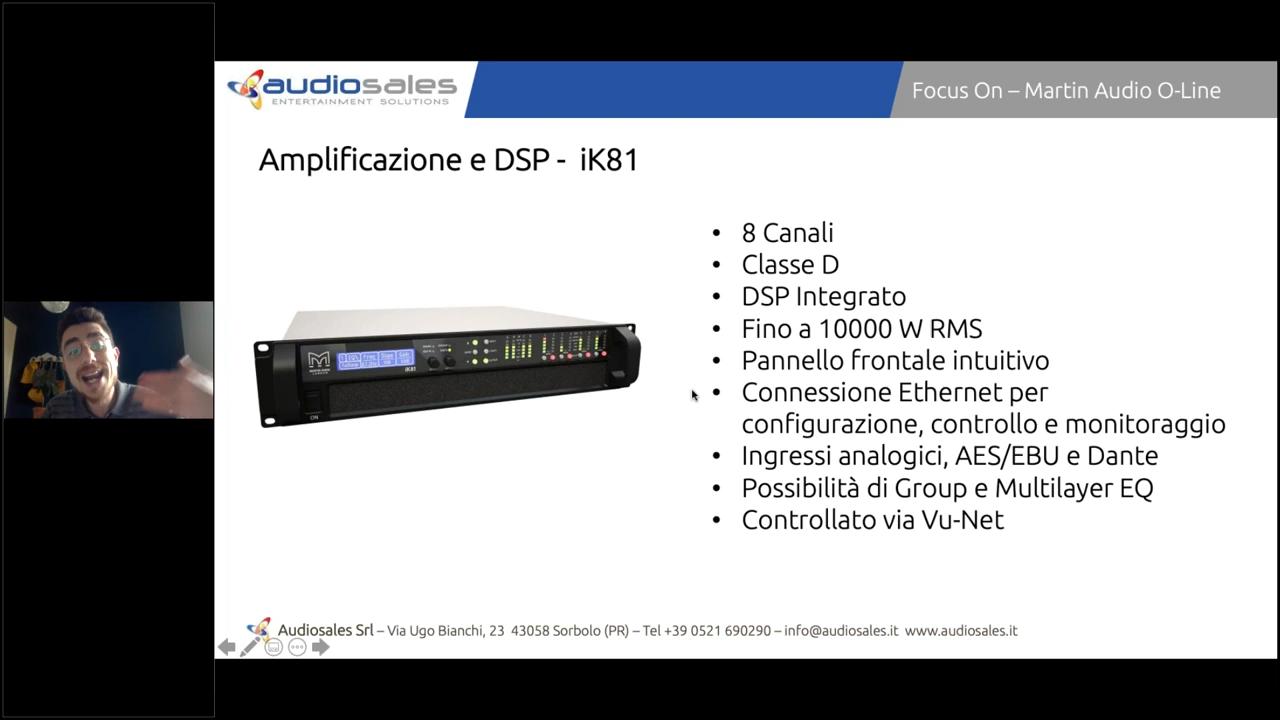 audiosales
ENTERTAINMENT SOLUTIONS
Focus On – Martin Audio O-Line
Amplificazione e DSP - iK81
• 8 Canali
• Classe D
• DSP Integrato
• Fino a 10000 W RMS
• Pannello frontale intuitivo
• Connessione Ethernet per
configurazione, controllo e monitoraggio
• Ingressi analogici, AES/EBU e Dante
• Possibilità di Group e Multilayer EQ
• Controllato via Vu-Net
iK81
ON
Audiosales Srl – Via Ugo Bianchi, 23 43058 Sorbolo (PR) – Tel +39 0521 690290 – info@audiosales.it www.audiosales.it